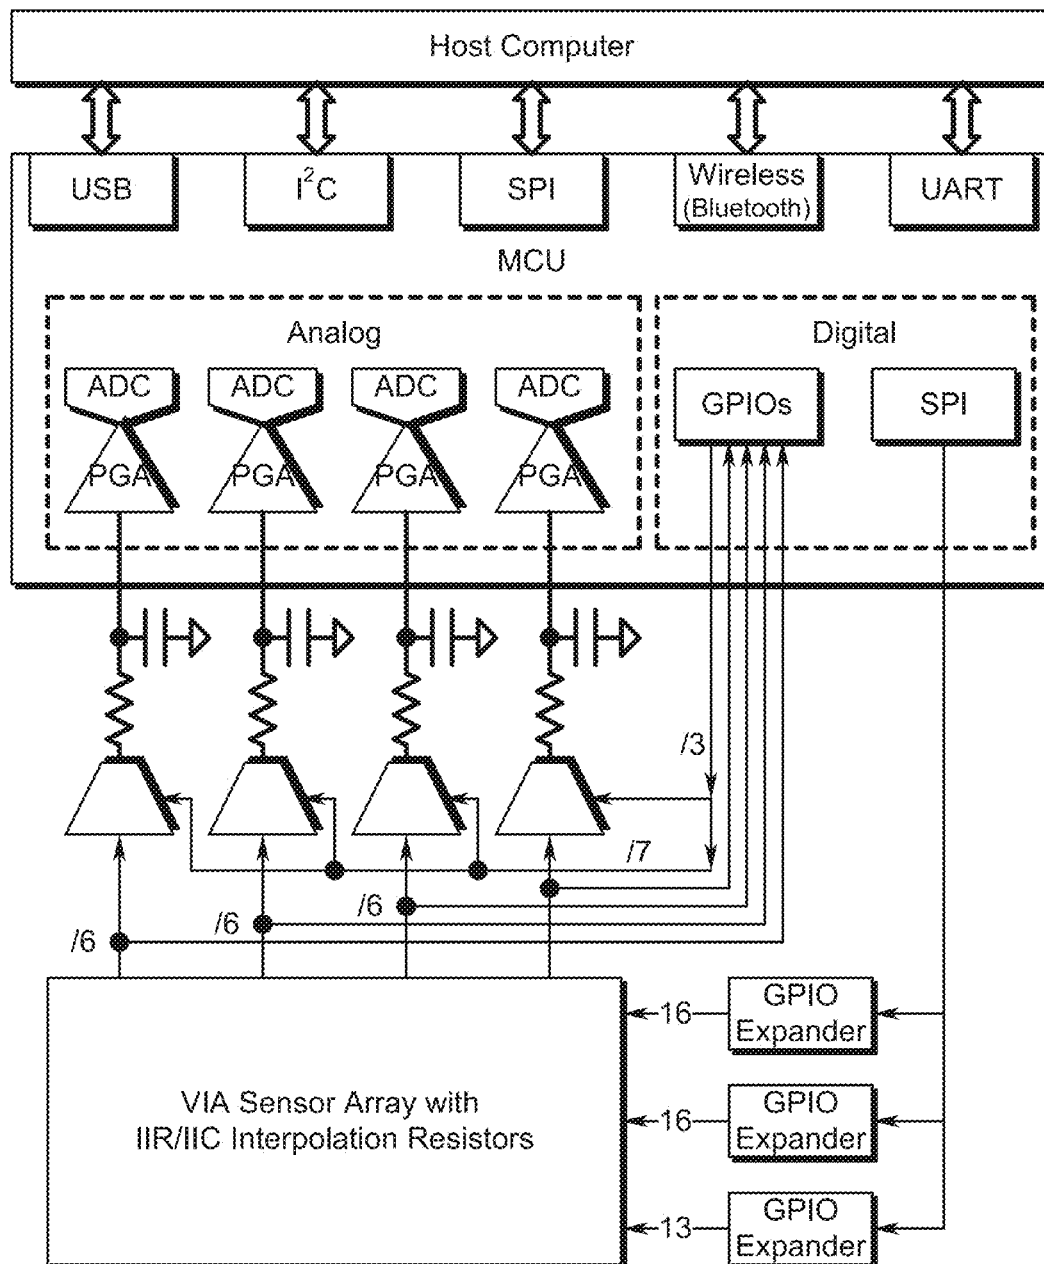 Host Computer
USB
I²C
SPI
Wireless
(Bluetooth)
UART
MCU
Analog
Digital
ADC
ADC
ADC
ADC
GPIOs
SPI
PGA
PGA
PGA
PGA
/3
/7
/6
/6
/6
16
GPIO
Expander
VIA Sensor Array with
IIR/IIC Interpolation Resistors
16
GPIO
Expander
13
GPIO
Expander